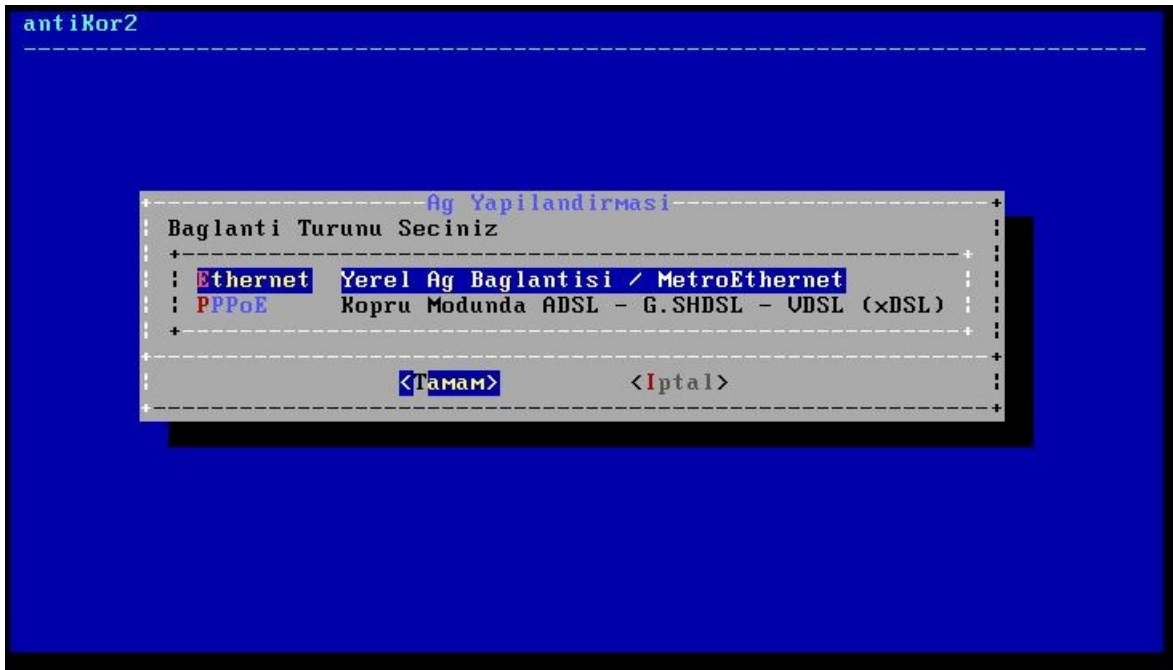 antiKor2
Ag Yapilandirmasi
Baglanti Turunu Seciniz
Ethernet Yerel Ag Baglantisi / MetroEthernet
PPPoE Kopru Modunda ADSL - G.SHDSL - VDSL (xDSL)
<Tamam> <Iptal>